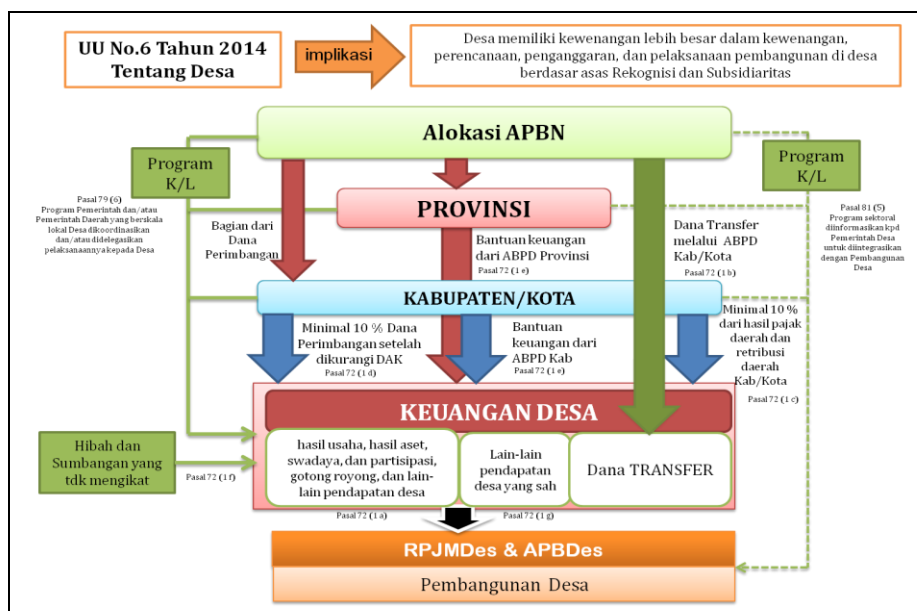 UU No.6 Tahun 2014
Tentang Desa
implikasi
Desa memiliki kewenangan lebih besar dalam kewenangan,
perencanaan, penganggaran, dan pelaksanaan pembangunan di desa
berdasar asas Rekognisi dan Subsidiaritas
Alokasi APBN
Program
K/L
Program
K/L
Pasal 79 (6)
Program Pemerintah dan/atau
Pemerintah Daerah yang berskala
lokal Desa dikoordinasikan
dan/atau didelegasikan
pelaksanaannya kepada Desa
PROVINSI
Pasal 81 (5)
Program sektoral
diinformasikan kpd
Pemerintah Desa
untuk diintegrasikan
dengan Pembangunan
Desa
Bagian dari
Dana
Perimbangan
Bantuan keuangan
dari ABPD Provinsi
Pasal 72 (1 e)
Dana Transfer
melalui ABPD
Kab/Kota
Pasal 72 (1 b)
KABUPATEN/KOTA
Minimal 10 % Dana
Perimbangan setelah
dikurangi DAK
Pasal 72 (1 d)
Bantuan
keuangan dari
ABPD Kab
Pasal 72 (1 e)
Minimal 10 %
dari hasil pajak
daerah dan
retribusi
daerah
Kab/Kota
Pasal 72 (1 c)
KEUANGAN DESA
Hibah dan
Sumbangan yang
tdk mengikat
Pasal 72 (1 f)
hasil usaha, hasil aset,
swadaya, dan partisipasi,
gotong royong, dan lain-
lain pendapatan desa
Lain-lain
pendapatan
desa yang sah
Dana TRANSFER
Pasal 72 (1 a)
Pasal 72 (1 g)
RPJMDes & APBDes
Pembangunan Desa